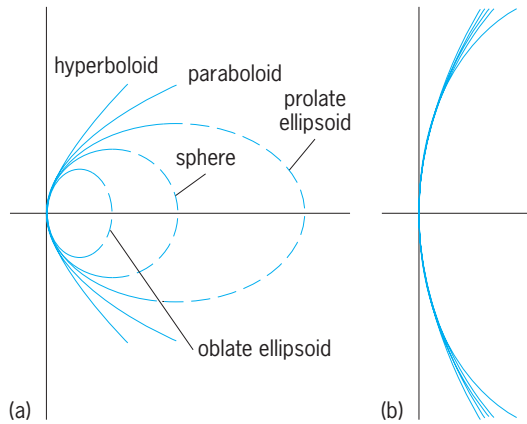 hyperboloid
paraboloid
prolate
ellipsoid
sphere
oblate ellipsoid
(a)
(b)